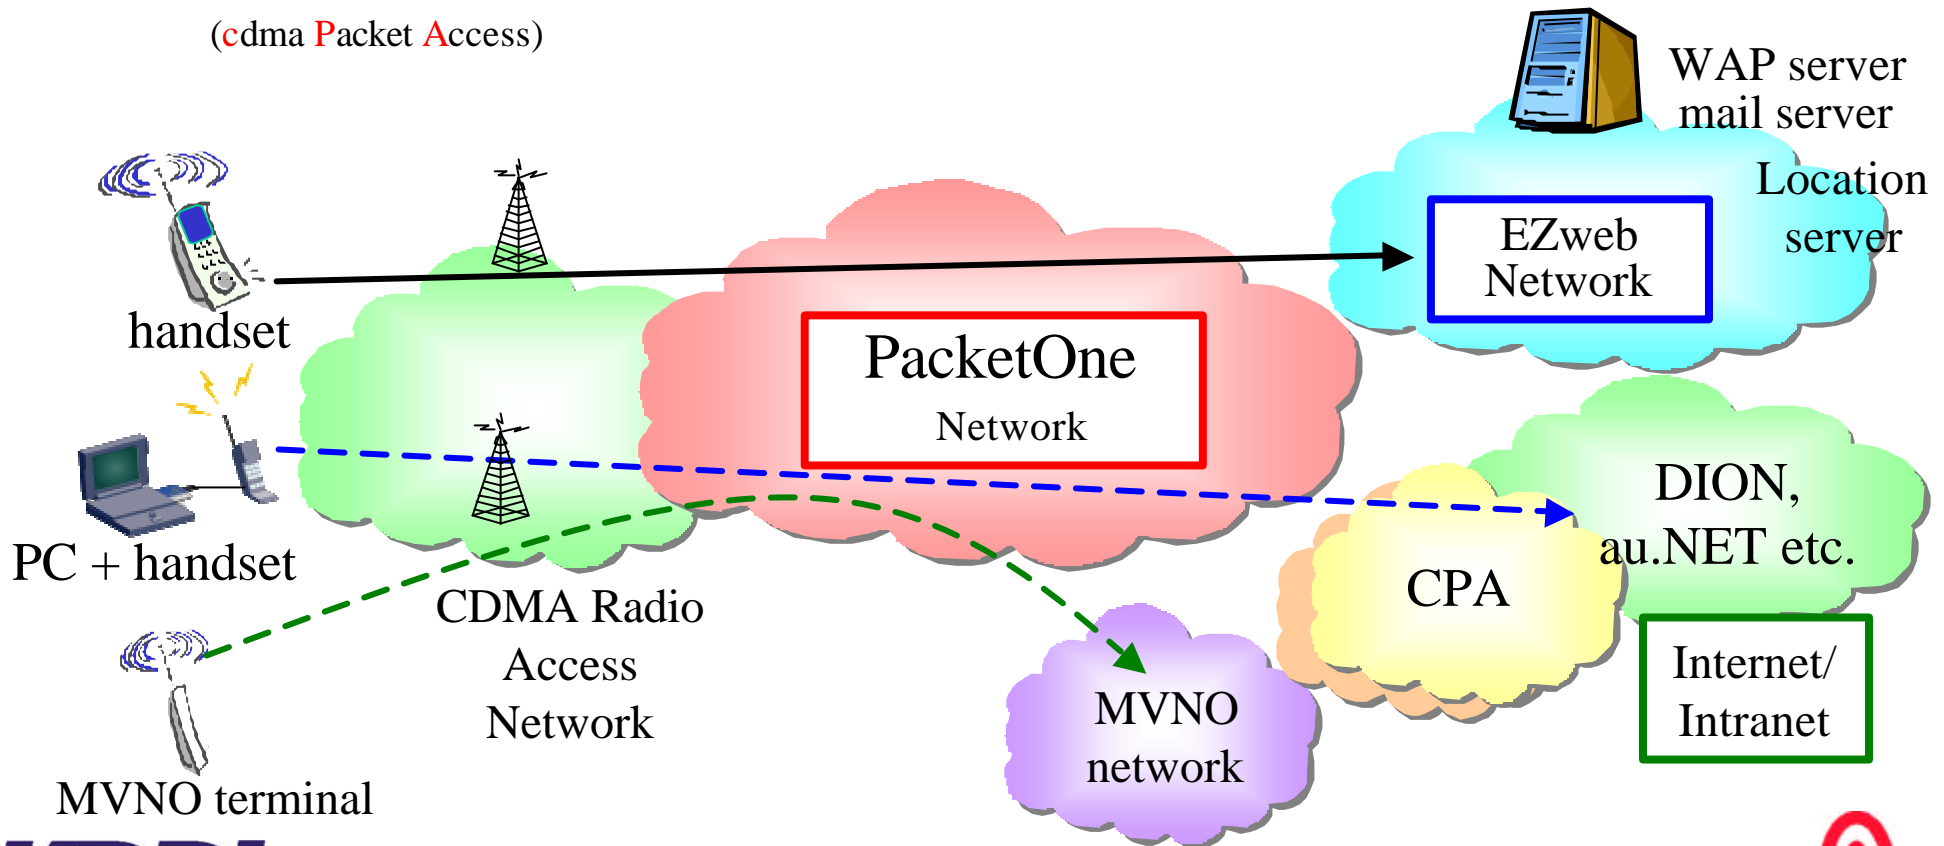 (cdma Packet Access)
WAP server
mail server
Location
server
EZweb
Network
handset
PacketOne
Network
PC + handset
DION,
au.NET etc.
CPA
CDMA Radio
Access
Network
Internet/
Intranet
MVNO
network
MVNO terminal